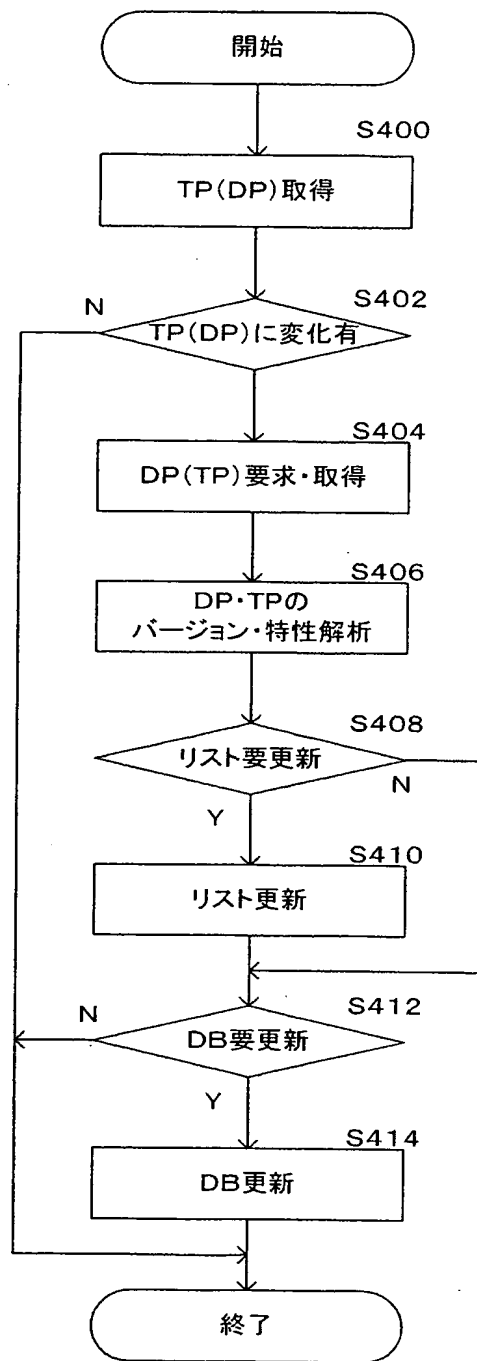 開始
S400
TP(DP)取得
N
S402
TP(DP)に変化有
S404
DP(TP)要求・取得
S406
DP・TPの
バージョン・特性解析
S408
リスト要更新
N
Y
S410
リスト更新
N
S412
DB要更新
Y
S414
DB更新
終了